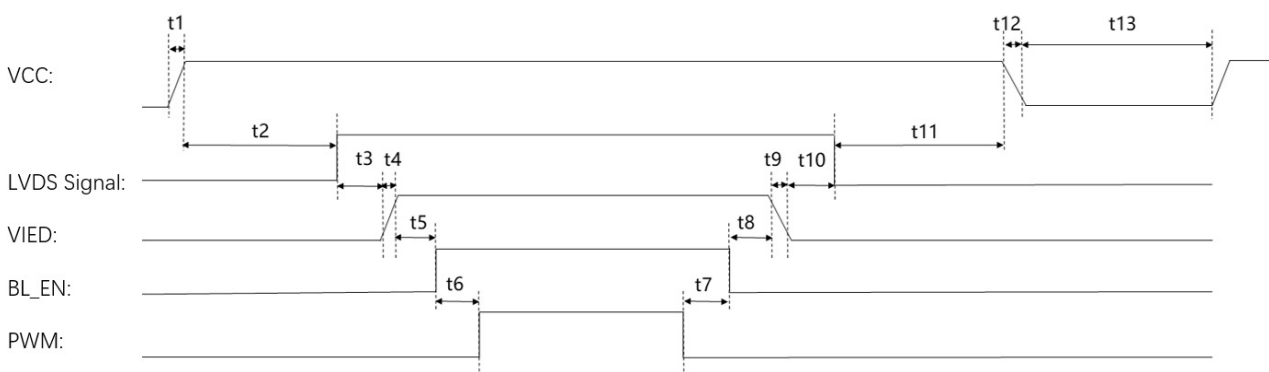 t1
t12
t13
VCC:
t2
t11
t3
t4
t9
t10
LVDS Signal:
t5
t8
VIED:
t6
t7
BL_EN:
PWM: